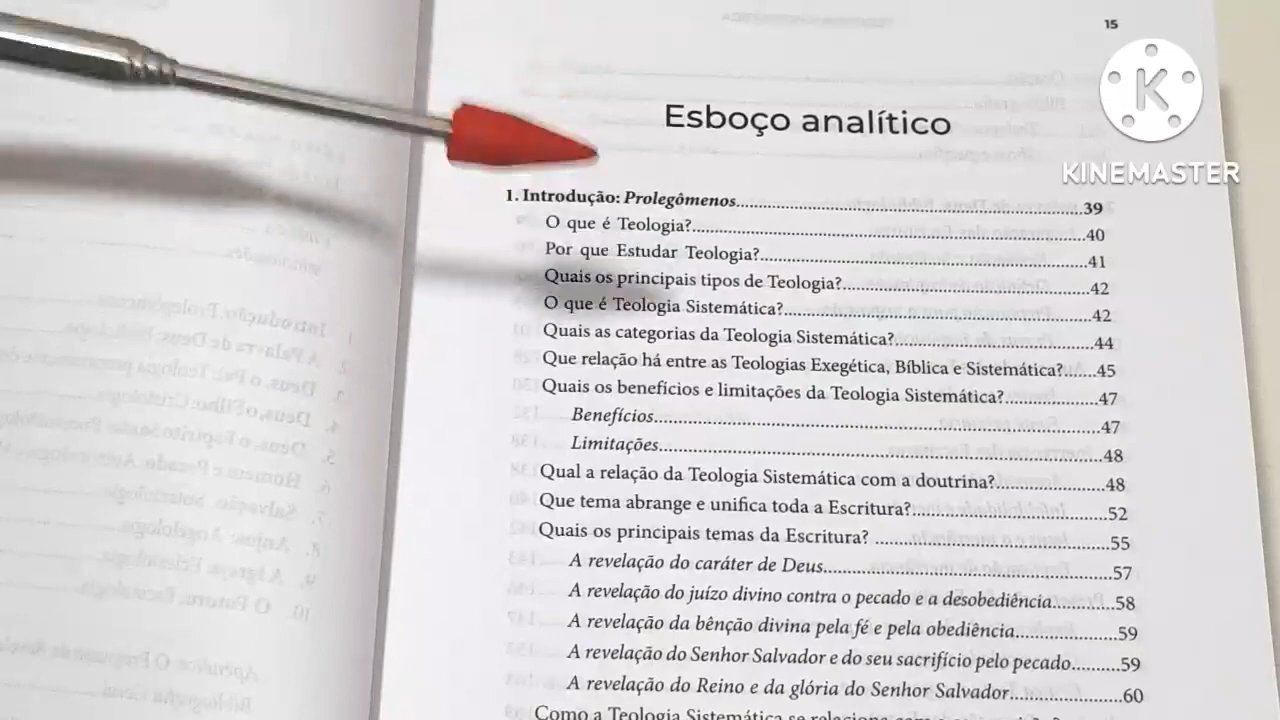 15
K
KINEMASTER
Esboço analítico
1. Introdução: Prolegômenos....................39
O que é Teologia?....................40
Por que Estudar Teologia?....................41
Quais os principais tipos de Teologia?....................42
O que é Teologia Sistemática?....................42
Quais as categorias da Teologia Sistemática?....................44
Que relação há entre as Teologias Exegética, Bíblica e Sistemática?......45
Quais os benefícios e limitações da Teologia Sistemática?....................47
Benefícios....................47
Limitações....................48
Qual a relação da Teologia Sistemática com a doutrina?....................48
Que tema abrange e unifica toda a Escritura?....................52
Quais os principais temas da Escritura? ....................55
A revelação do caráter de Deus....................57
A revelação do juízo divino contra o pecado e a desobediência............58
A revelação da bênção divina pela fé e pela obediência....................59
A revelação do Senhor Salvador e do seu sacrifício pelo pecado..........59
A revelação do Reino e da glória do Senhor Salvador....................60
Como a Teologia Sistemática se relaciona com